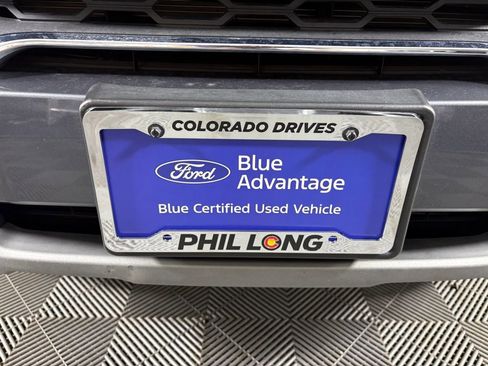 COLORADO DRIVES
Ford
Blue
Advantage
Blue Certified Used Vehicle
PHIL LONG